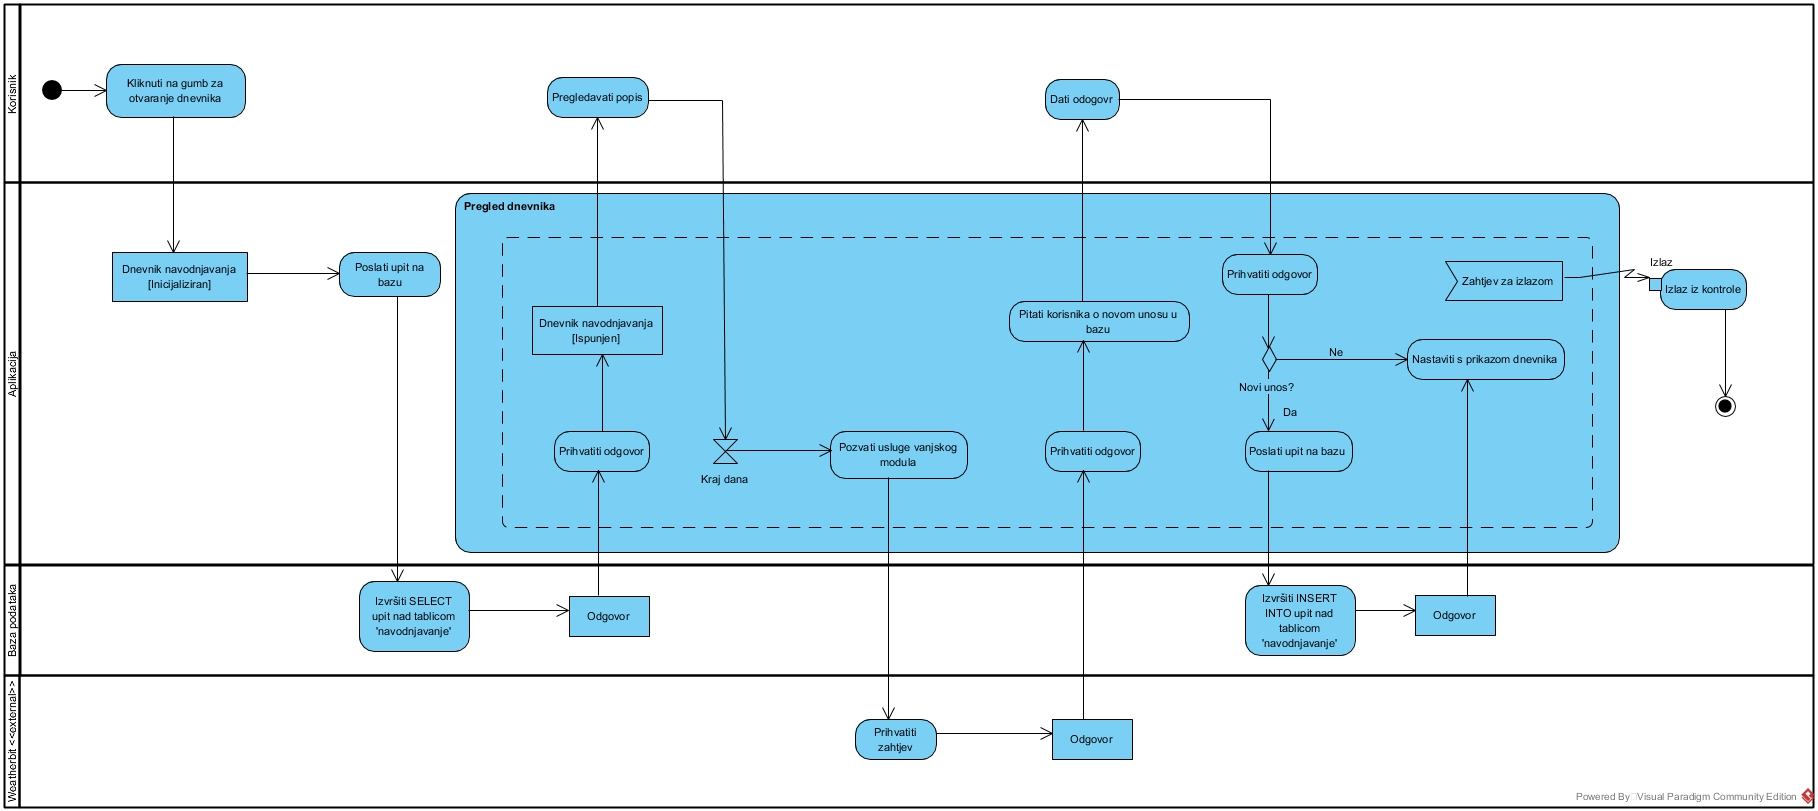 Korisnik
Kliknuti na gumb za
otvaranje dnevnika
Pregledavati popis
Dati odogovr
Aplikacija
Pregled dnevnika
Dnevnik navodnjavanja
[Inicijaliziran]
Poslati upit na
bazu
Dnevnik navodnjavanja
[Ispunjen]
Prihvatiti odgovor
Kraj dana
Pozvati usluge vanjskog
modula
Pitati korisnika o novom unosu u
bazu
Prihvatiti odgovor
Prihvatiti odgovor
Novi unos?
Ne
Da
Poslati upit na bazu
Zahtjev za izlazom
Nastaviti s prikazom dnevnika
Izlaz
Izlaz iz kontrole
Baza podataka
Izvršiti SELECT
upit nad tablicom
'navodnjavanje'
Odgovor
Izvršiti INSERT
INTO upit nad
tablicom
'navodnjavanje'
Odgovor
Weatherbit <<external>>
Prihvatiti
zahtjev
Odgovor
Powered By Visual Paradigm Community Edition